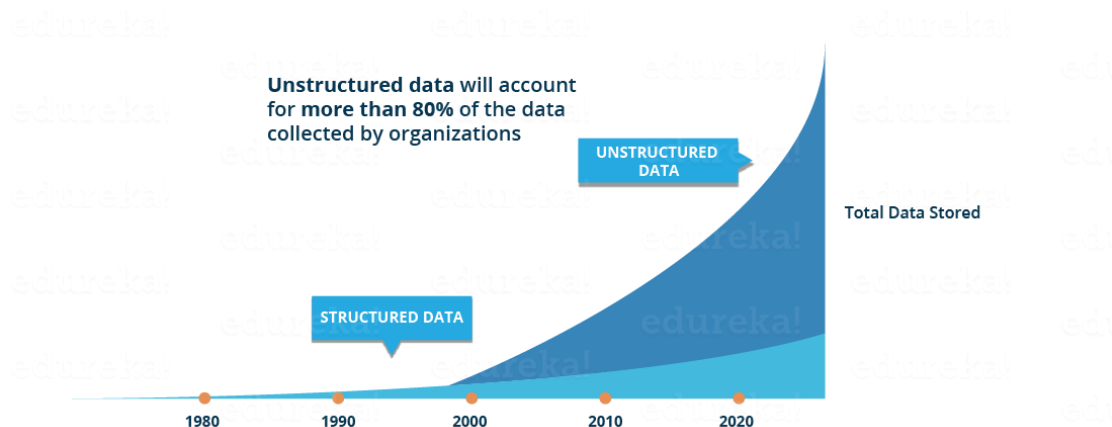 Unstructured data will account
for more than 80% of the data
collected by organizations
UNSTRUCTURED
DATA
Total Data Stored
STRUCTURED DATA
1980
1990
2000
2010
2020
edureka!